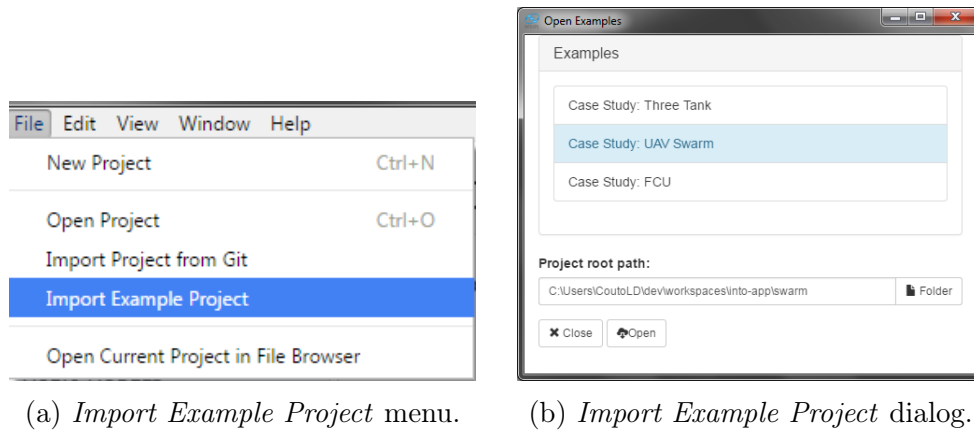 File Edit View Window Help
New Project Ctrl+N
Open Project Ctrl+O
Import Project from Git
Import Example Project
Open Current Project in File Browser
(a) Import Example Project menu.
Open Examples
Examples
Case Study: Three Tank
Case Study: UAV Swarm
Case Study: FCU
Project root path:
C:\Users\CoutoLD\dev\workspaces\into-app\swarm Folder
Close Open
(b) Import Example Project dialog.